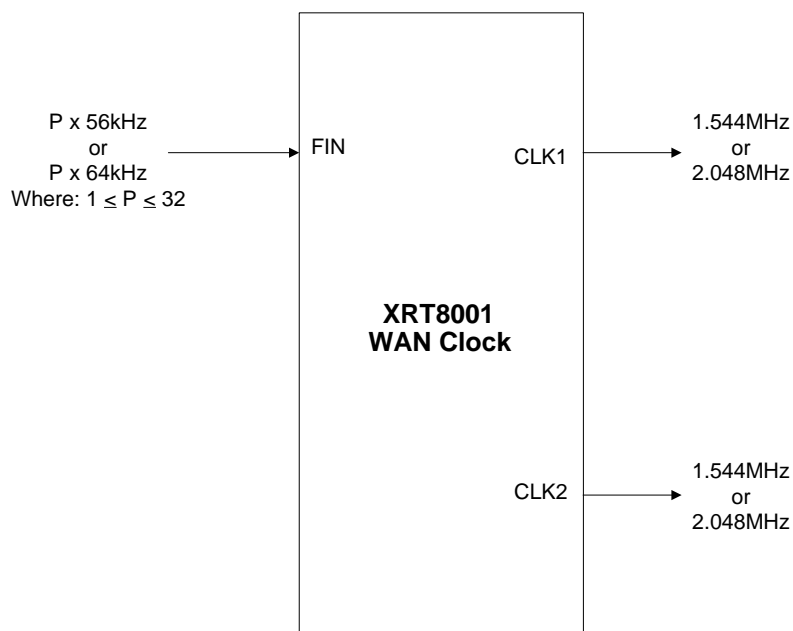 P x 56kHz
or
P x 64kHz
Where: 1 ≤ P ≤ 32
FIN
CLK1
1.544MHz
or
2.048MHz
XRT8001
WAN Clock
CLK2
1.544MHz
or
2.048MHz